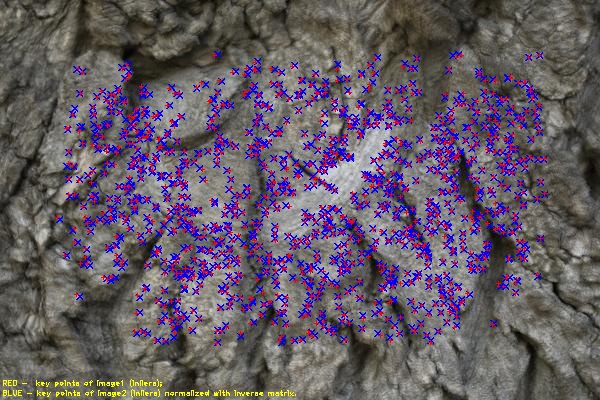 RED - key points of image1 (inliers);
BLUE - key points of image2 (inliers) normalized with inverse matrix.